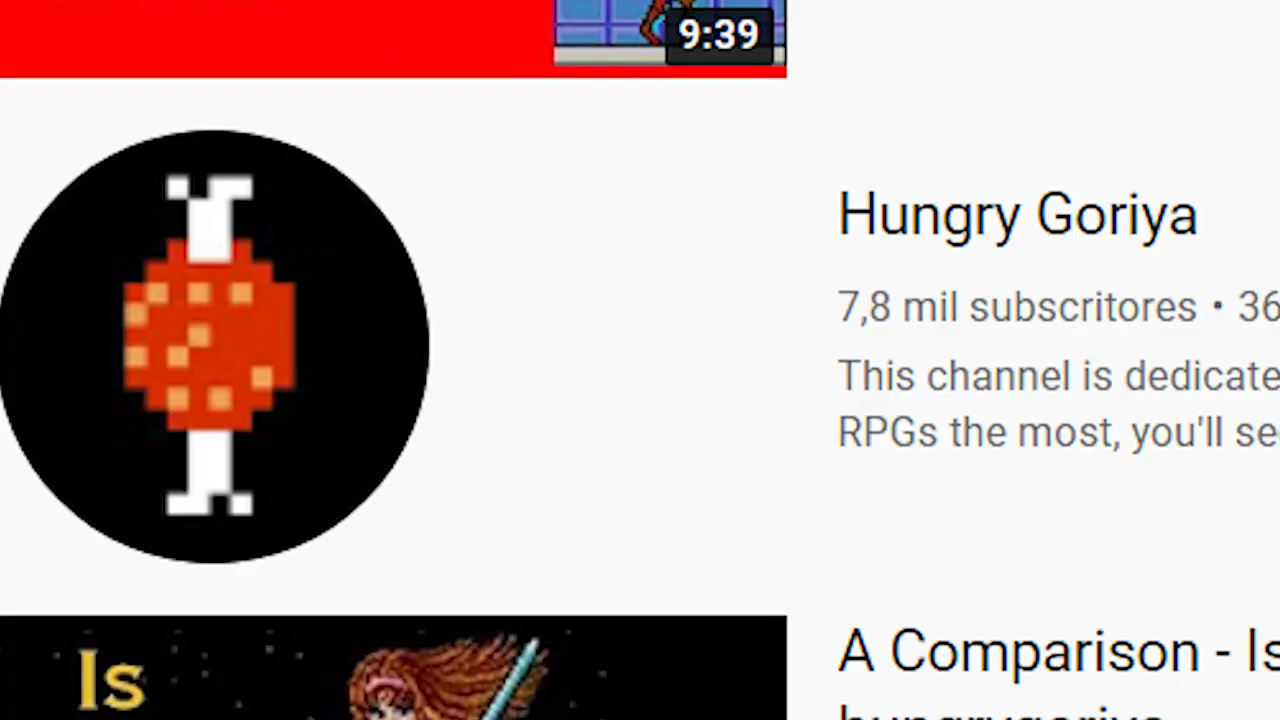 9:39
Hungry Goriya
7,8 mil subscritores • 36
This channel is dedicate
RPGs the most, you'll se
Is
A Comparison - Is
hungrygoriya